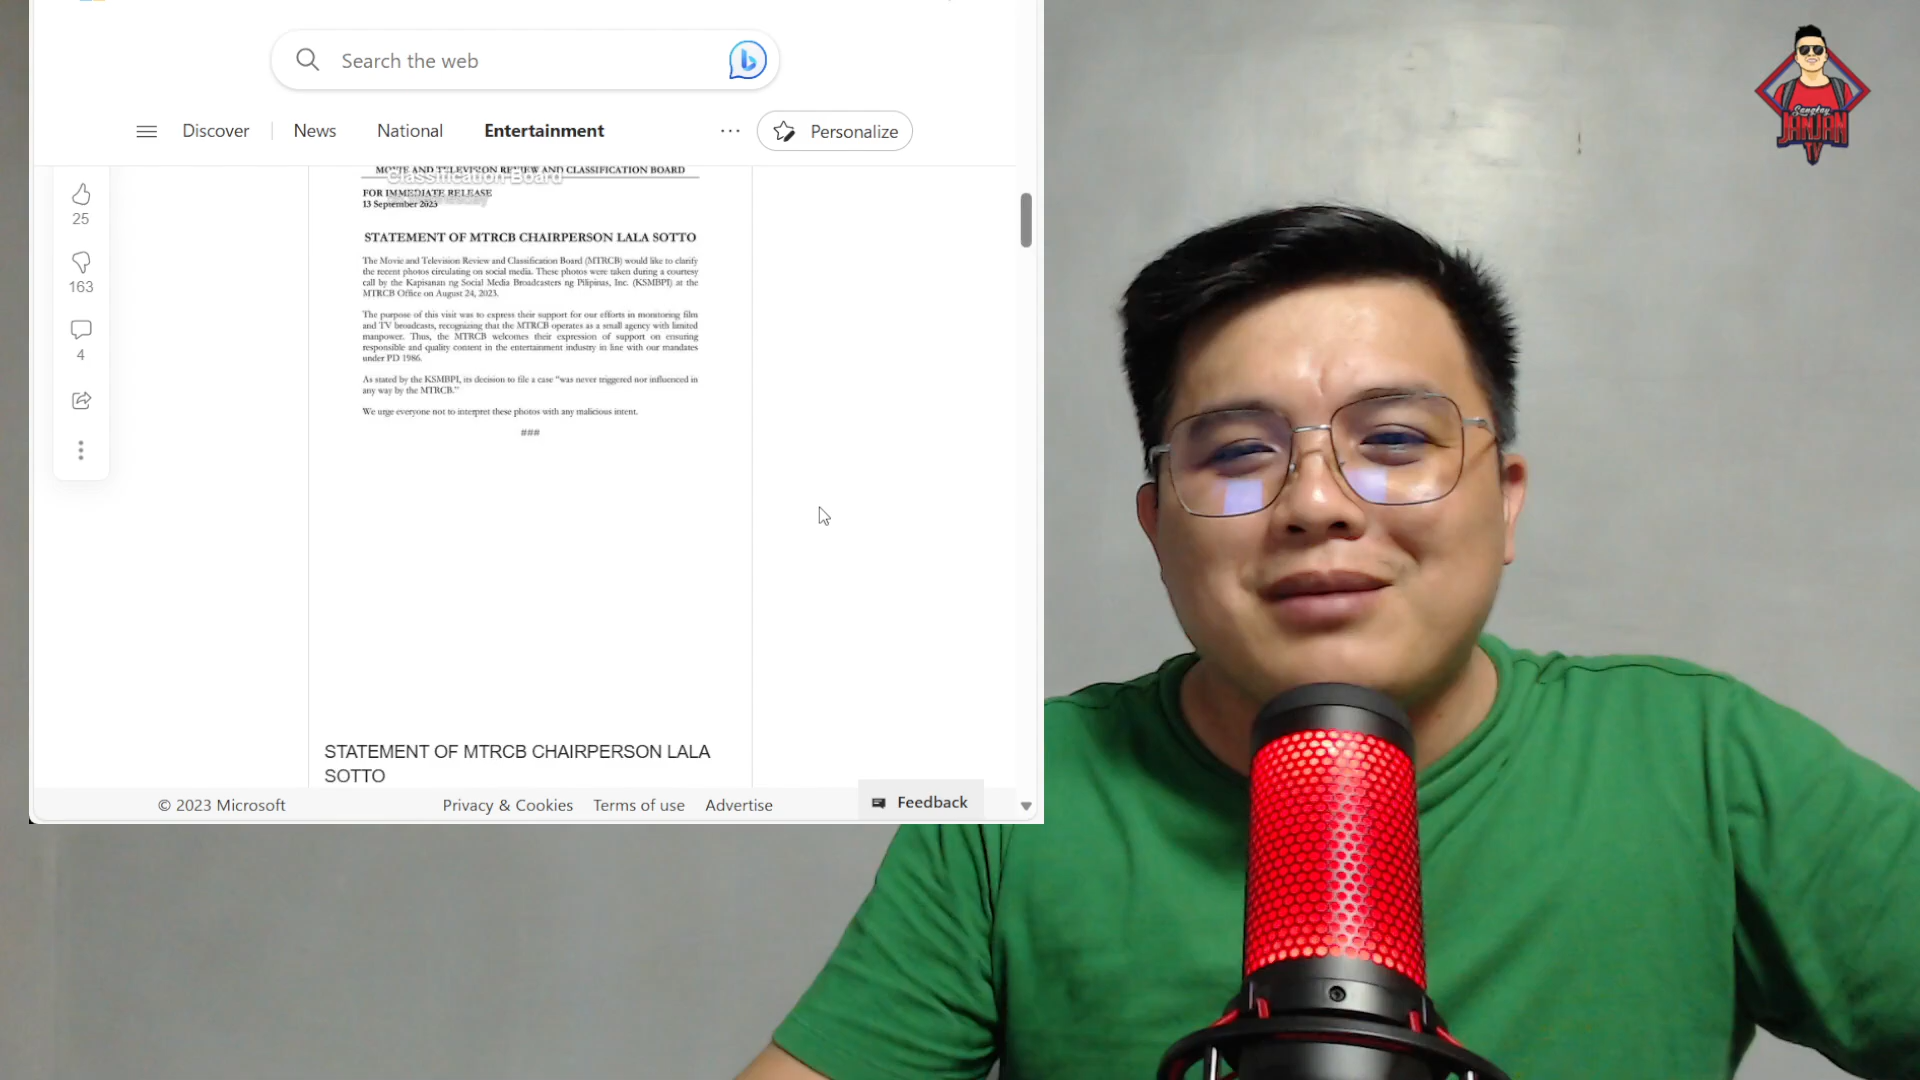 Search the web
Discover
News
National
Entertainment
...
Personalize
MOVIE AND TELEVISION REVIEW AND CLASSIFICATION BOARD
Classification Board
FOR IMMEDIATE RELEASE
13 September 2023
STATEMENT OF MTRCB CHAIRPERSON LALA SOTTO
The Movie and Television Review and Classification Board (MTRCB) would like to clarify
the recent photos circulating on social media. These photos were taken during a courtesy
call by the Kapisanan ng Social Media Broadcasters ng Pilipinas, Inc. (KSMBPI) at the
MTRCB Office on August 24, 2023.
The purpose of this visit was to express their support for our efforts in monitoring film
and TV broadcasts, recognizing that the MTRCB operates as a small agency with limited
manpower. Thus, the MTRCB welcomes their expression of support on ensuring
responsible and quality content in the entertainment industry in line with our mandates
under PD 1986.
As stated by the KSMBPI, its decision to file a case "was never triggered nor influenced in
any way by the MTRCB."
We urge everyone not to interpret these photos with any malicious intent.
###
25
163
4
STATEMENT OF MTRCB CHAIRPERSON LALA
SOTTO
© 2023 Microsoft
Privacy & Cookies
Terms of use
Advertise
Feedback
Sangkay
JANJAN
TV